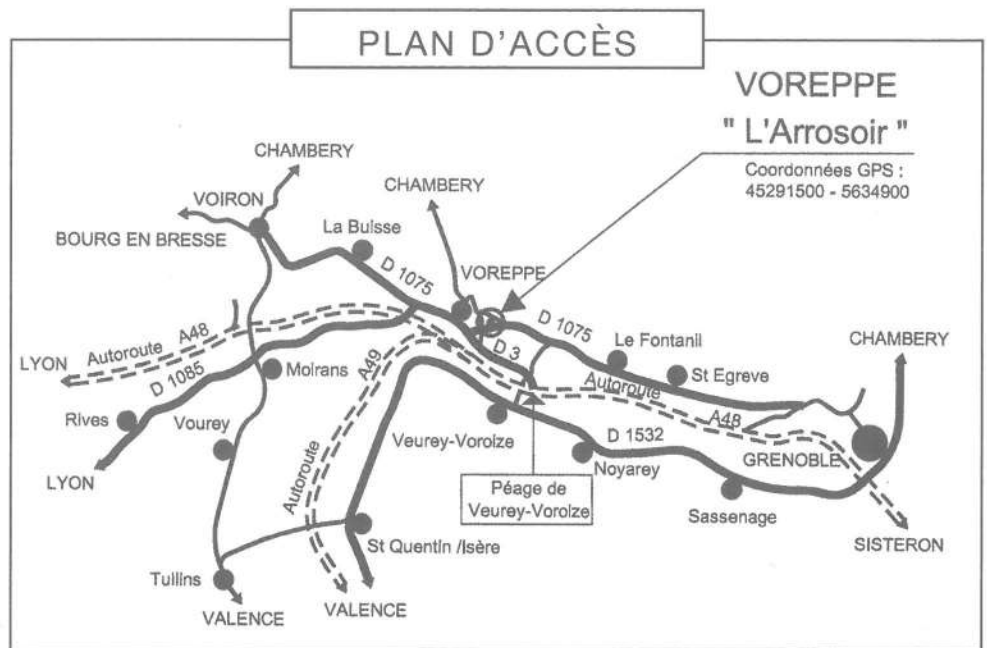 PLAN D'ACCÈS
VOREPPE
" L'Arrosoir "
Coordonnées GPS :
45291500 - 5634900
CHAMBERY
CHAMBERY
VOIRON
BOURG EN BRESSE
La Buisse
D 1075
VOREPPE
D 1075
Le Fontanil
CHAMBERY
LYON
Autoroute A48
D 1085
Moirans
A49
D 3
St Egreve
Autoroute
A48
Rives
Vourey
Veurey-Voroize
D 1532
Noyarey
GRENOBLE
LYON
Autoroute
Péage de
Veurey-Voroize
Sassenage
St Quentin /Isère
SISTERON
Tullins
VALENCE
VALENCE